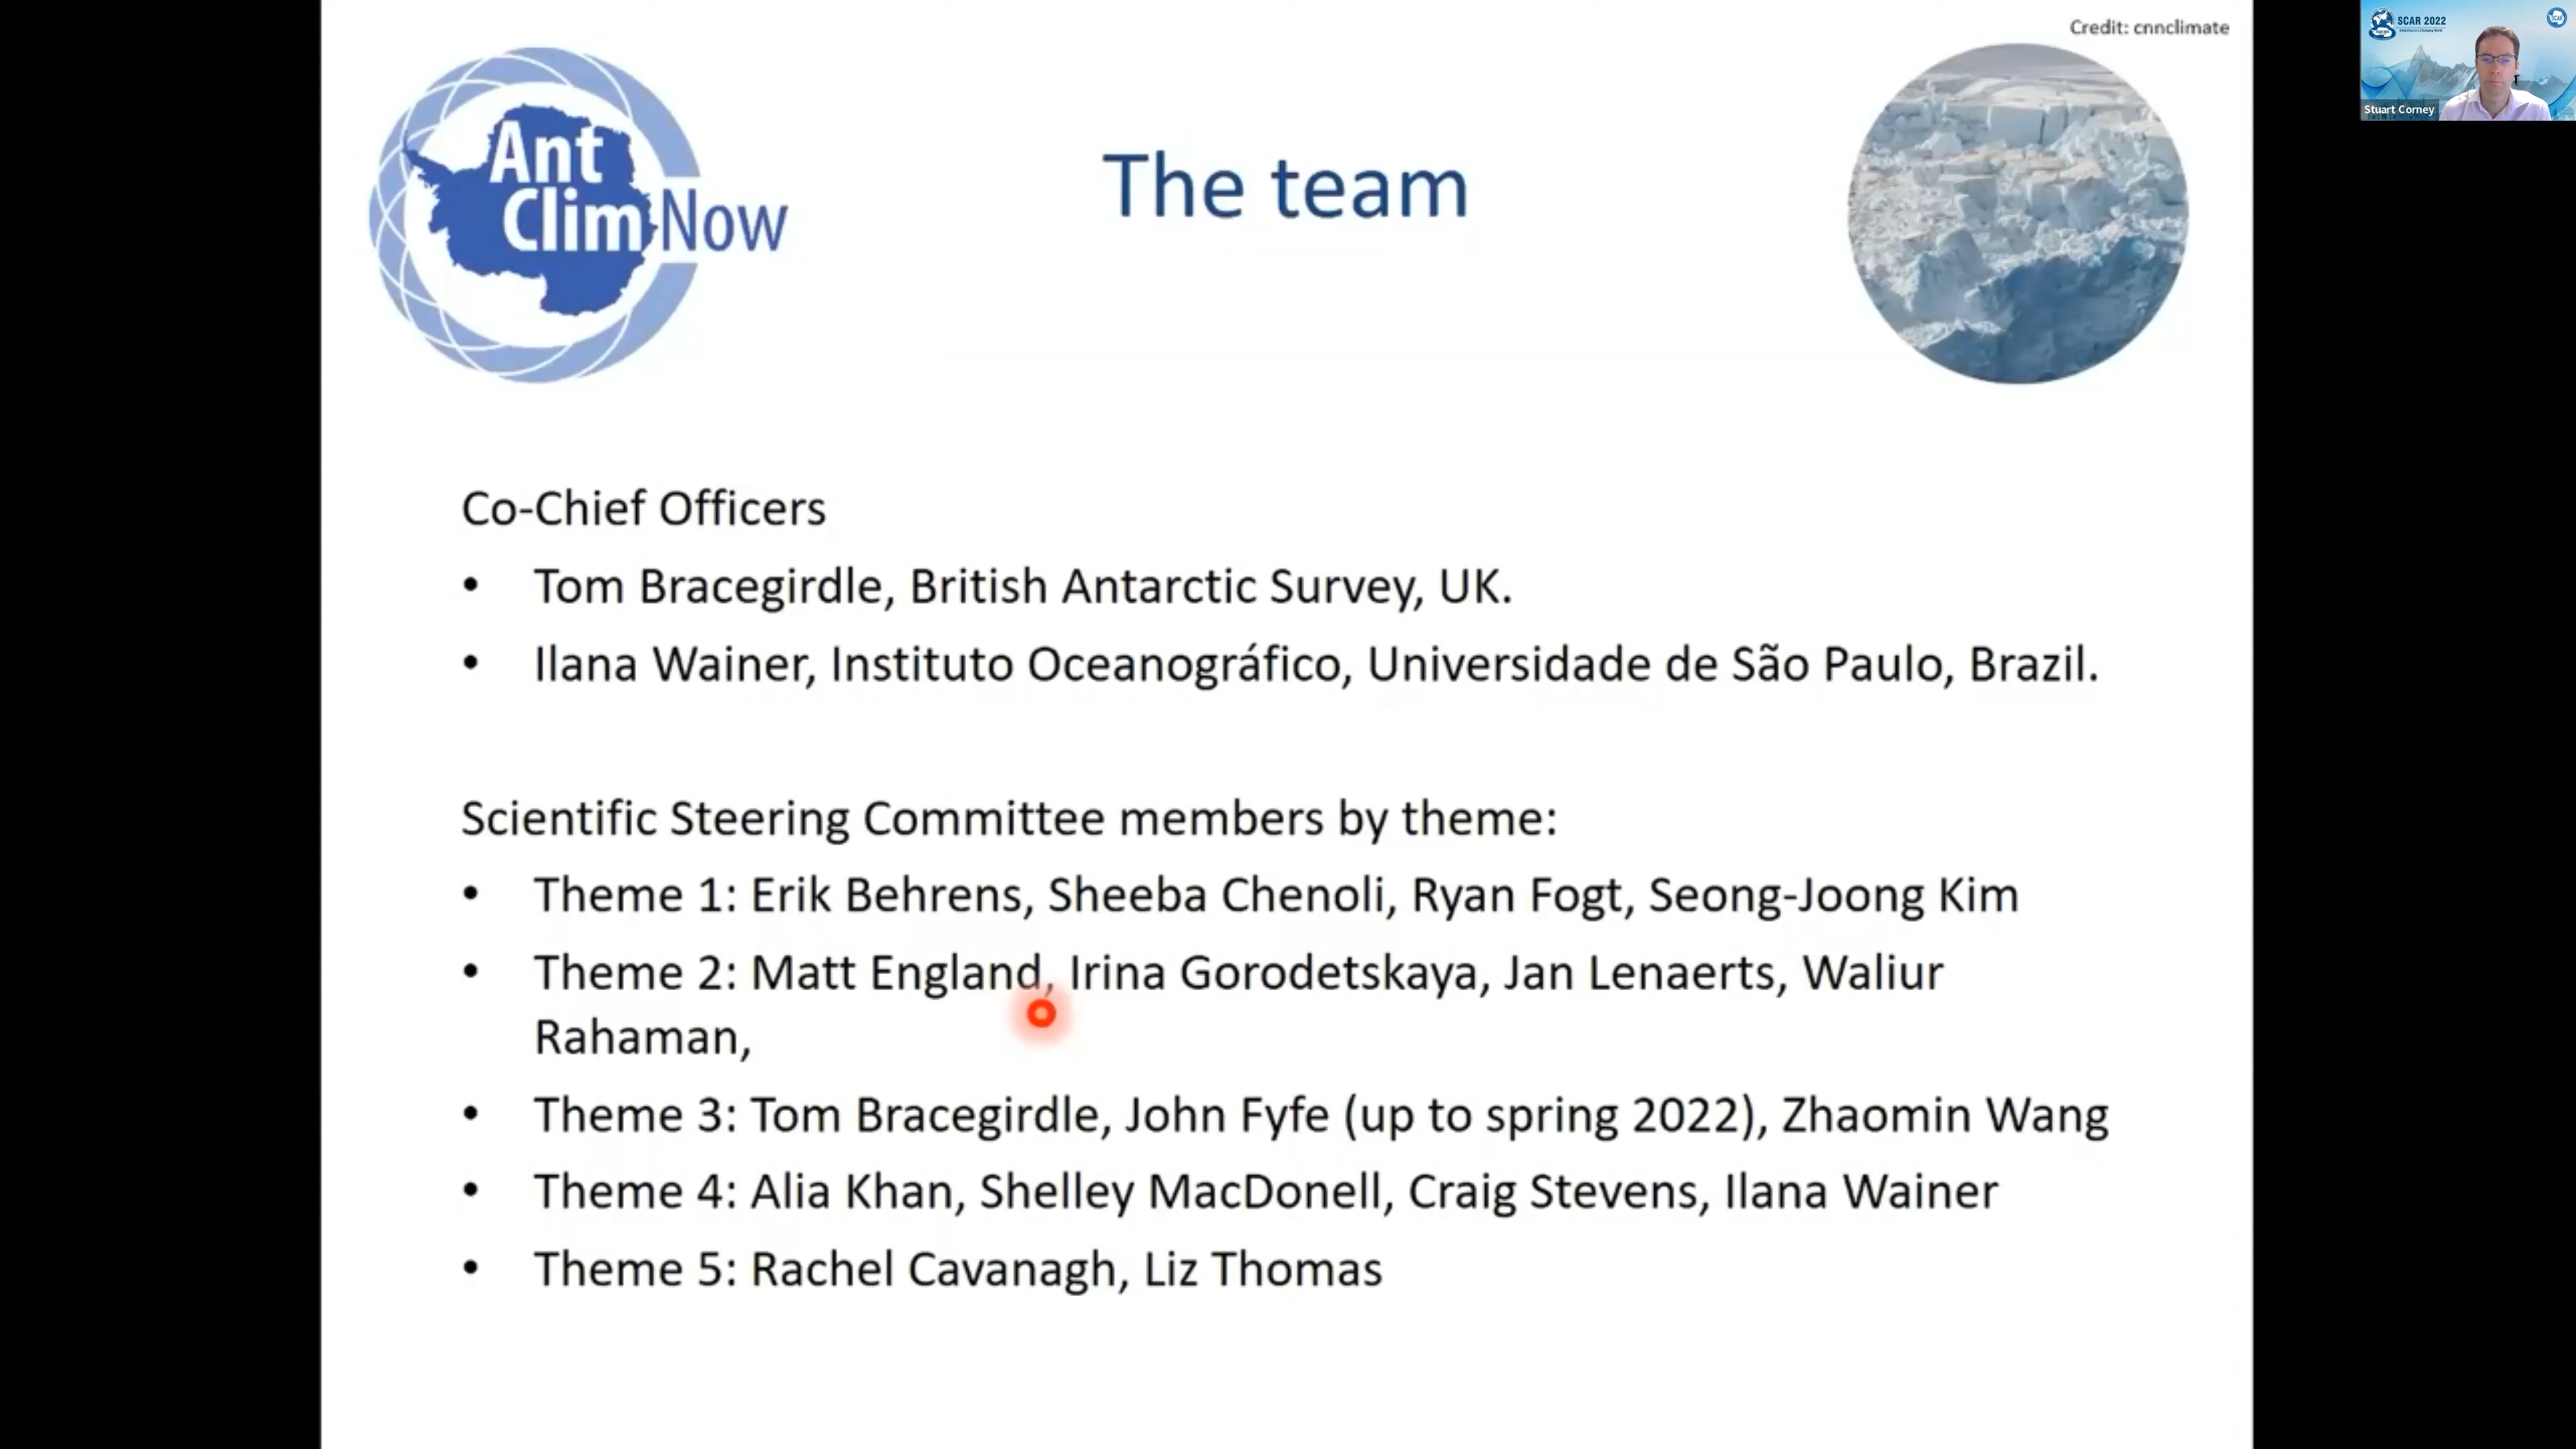 Credit: cnnclimate
SCAR 2022
Stuart Corney
Ant
Clim Now
The team
Co-Chief Officers
• Tom Bracegirdle, British Antarctic Survey, UK.
• Ilana Wainer, Instituto Oceanográfico, Universidade de São Paulo, Brazil.
Scientific Steering Committee members by theme:
• Theme 1: Erik Behrens, Sheeba Chenoli, Ryan Fogt, Seong-Joong Kim
• Theme 2: Matt England, Irina Gorodetskaya, Jan Lenaerts, Waliur
Rahaman,
• Theme 3: Tom Bracegirdle, John Fyfe (up to spring 2022), Zhaomin Wang
• Theme 4: Alia Khan, Shelley MacDonell, Craig Stevens, Ilana Wainer
• Theme 5: Rachel Cavanagh, Liz Thomas